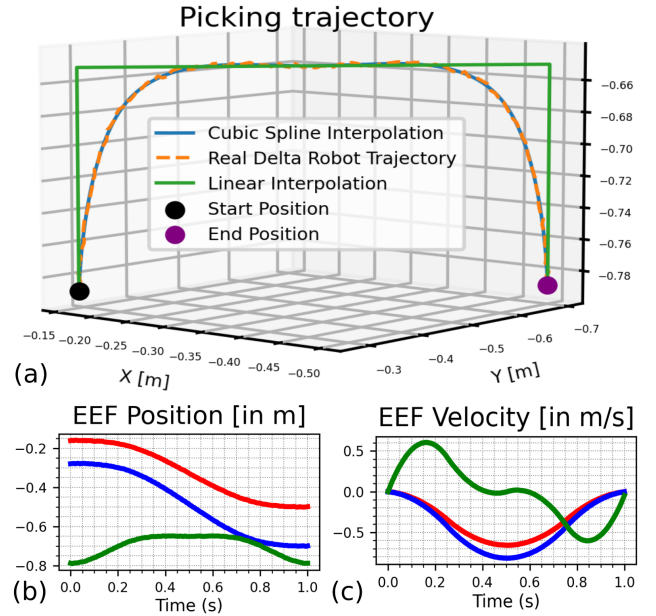 Picking trajectory
−0.66
−0.68
−0.70
−0.72
−0.74
−0.76
−0.78
Cubic Spline Interpolation
Real Delta Robot Trajectory
Linear Interpolation
Start Position
End Position
−0.15 −0.20 −0.25 −0.30 −0.35 −0.40 −0.45 −0.50
−0.3 −0.4 −0.5 −0.6 −0.7
X [m]
Y [m]
(a)
EEF Position [in m]
−0.2
−0.4
−0.6
−0.8
0.0 0.2 0.4 0.6 0.8 1.0
Time (s)
(b)
EEF Velocity [in m/s]
0.5
0.0
−0.5
0.0 0.2 0.4 0.6 0.8 1.0
Time (s)
(c)